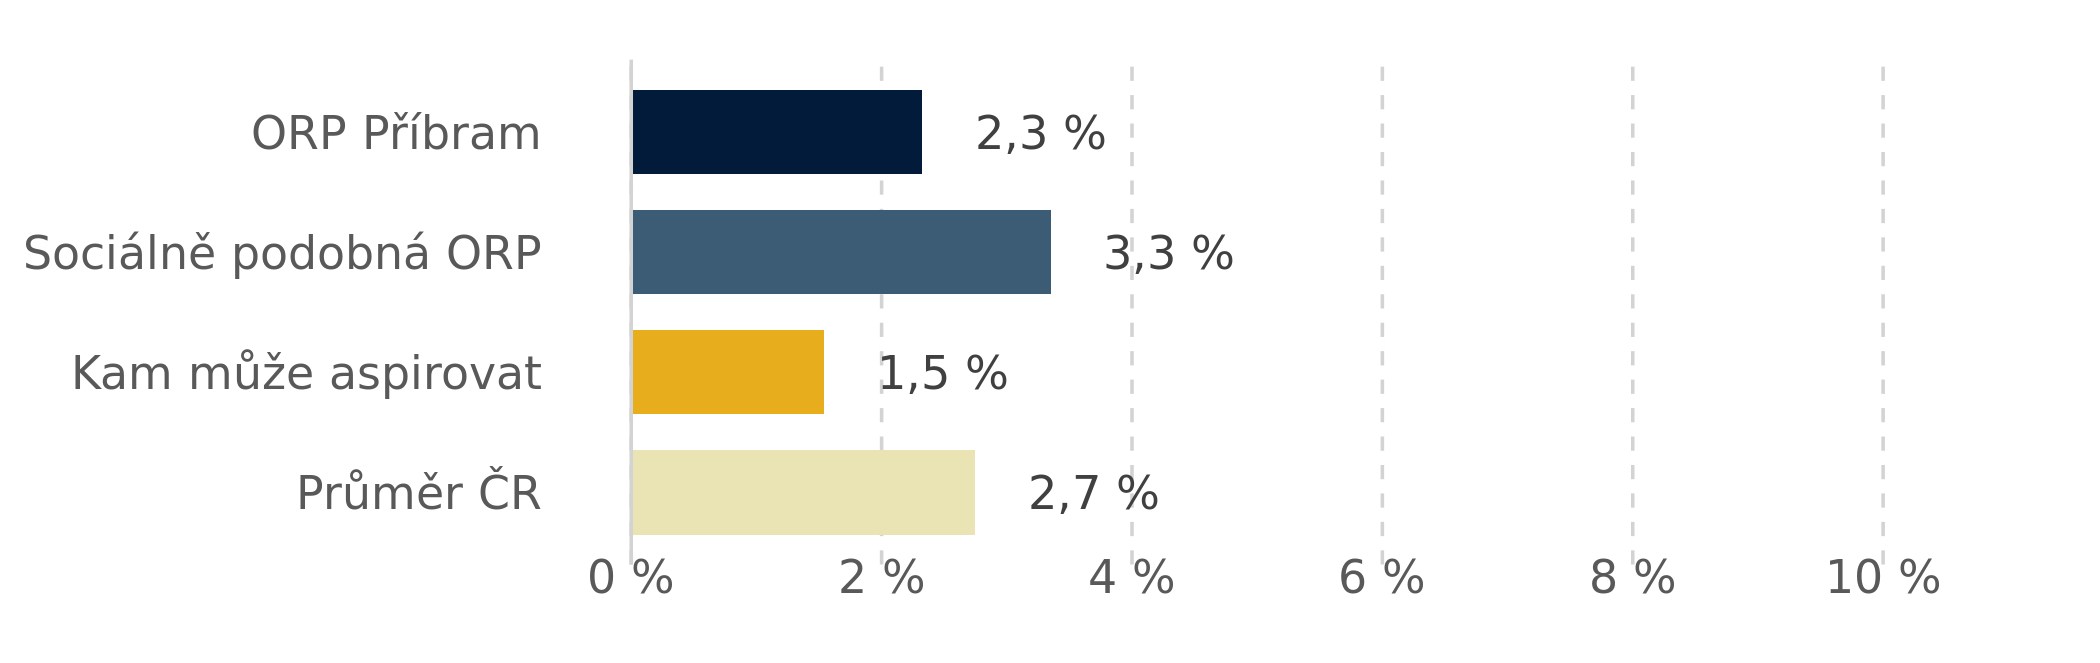 ORP Příbram 2,3 %
Sociálně podobná ORP 3,3 %
Kam může aspirovat 1,5 %
Průměr ČR 2,7 %
0 % 2 % 4 % 6 % 8 % 10 %